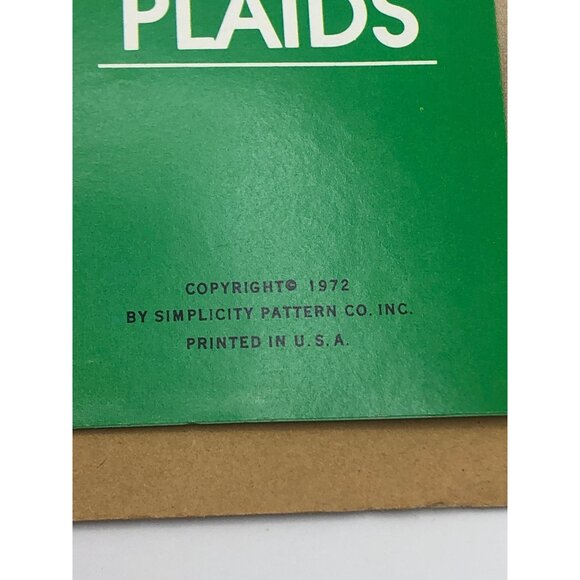 PLAIDS
COPYRIGHT© 1972
BY SIMPLICITY PATTERN CO. INC.
PRINTED IN U.S.A.